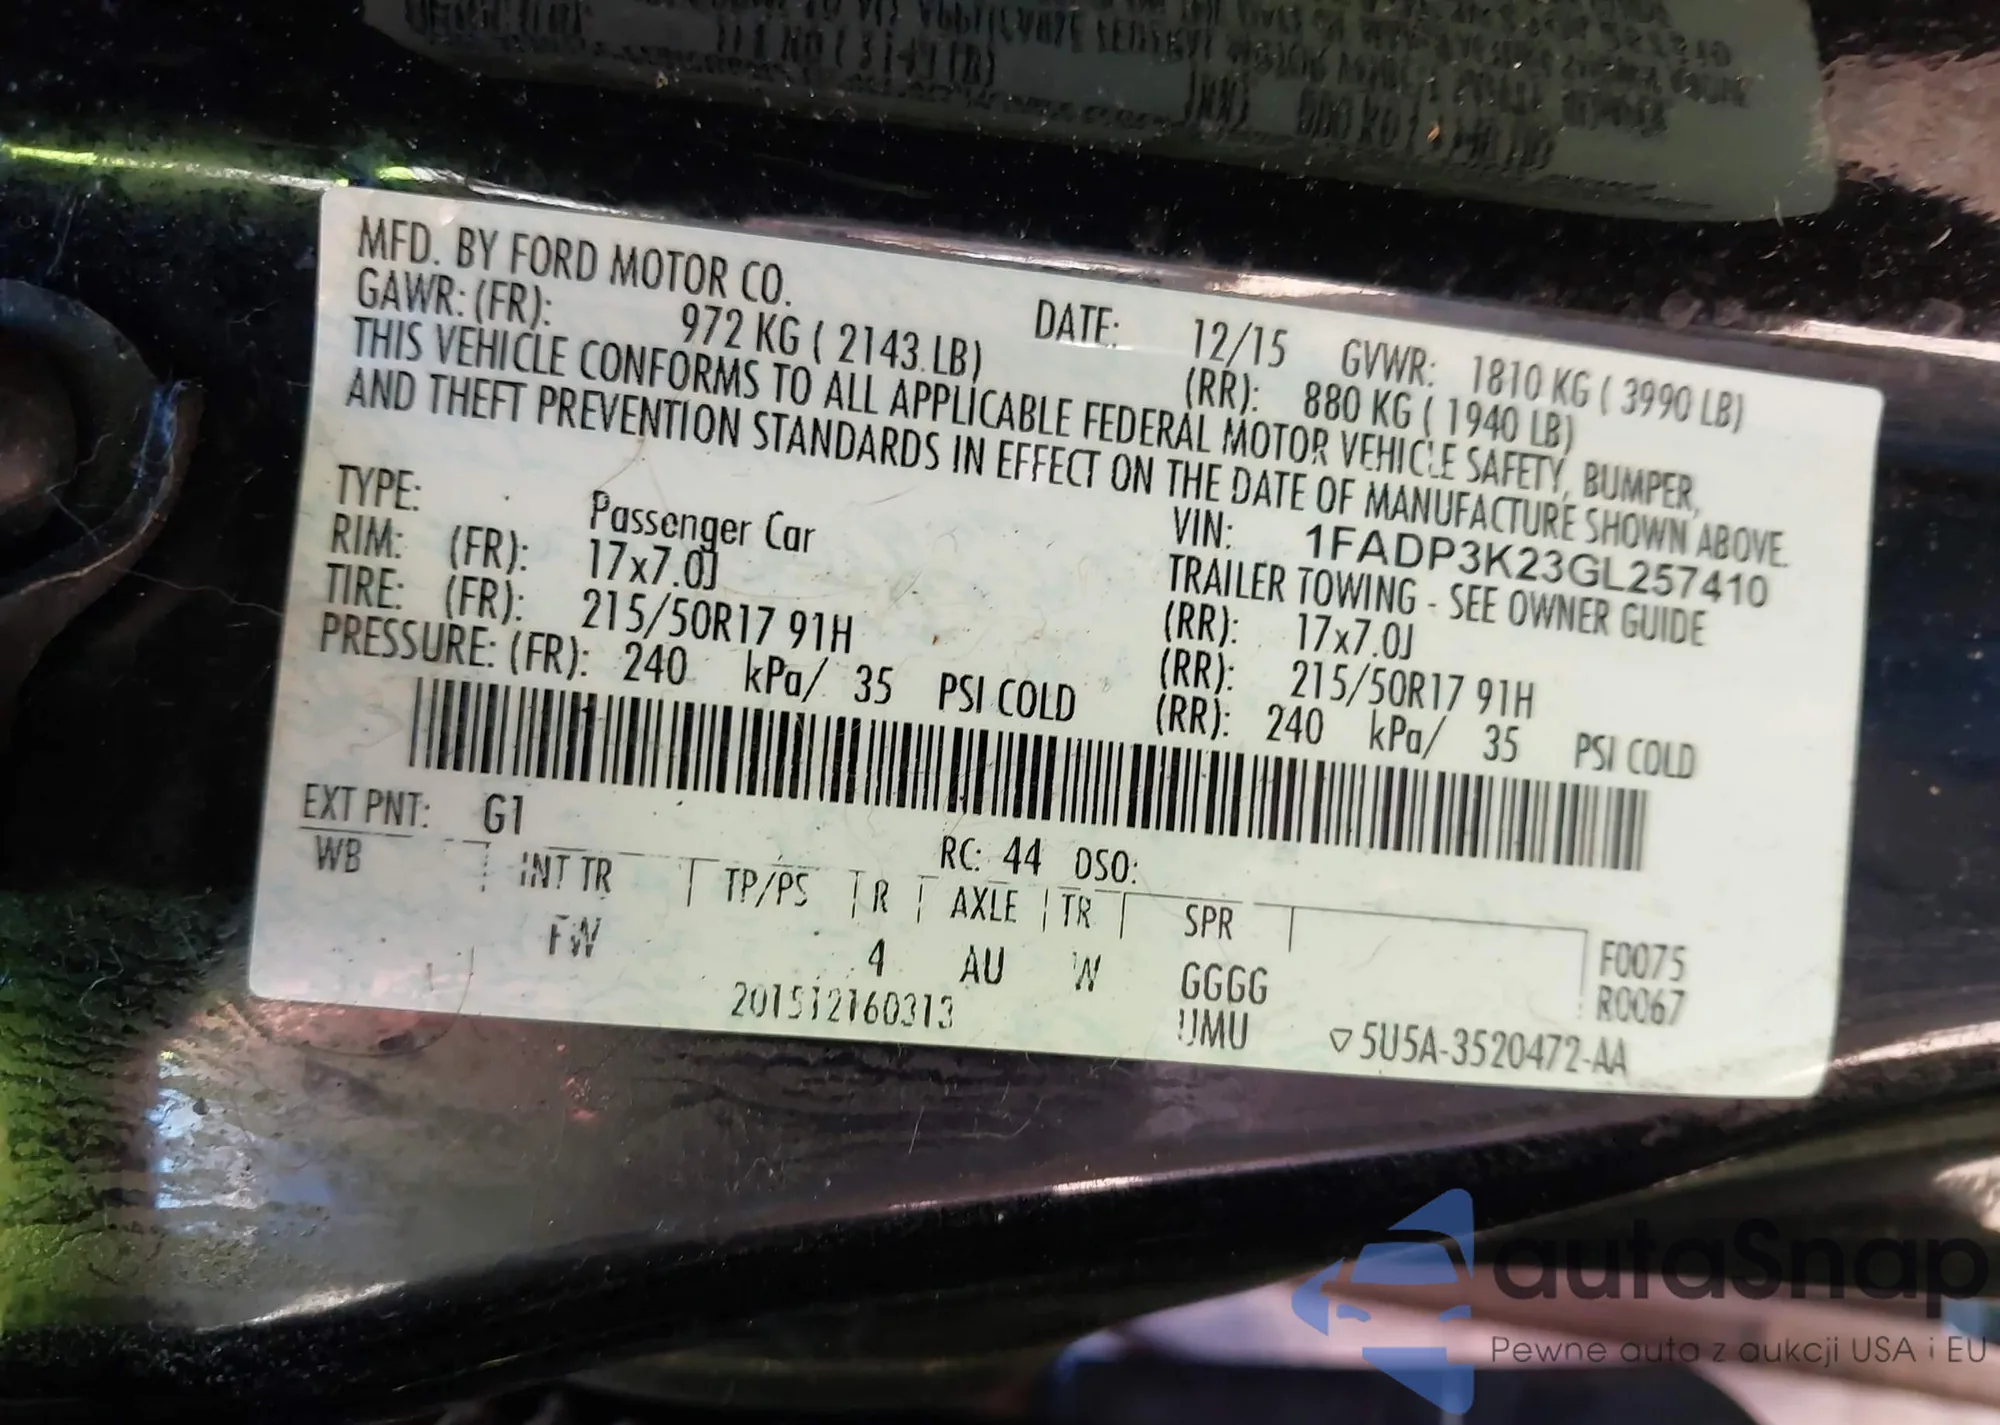 MFD. BY FORD MOTOR CO. DATE: 12/15 GVWR: 1810 KG ( 3990 LB)
GAWR: (FR): 972 KG ( 2143 LB) (RR): 880 KG ( 1940 LB)
THIS VEHICLE CONFORMS TO ALL APPLICABLE FEDERAL MOTOR VEHICLE SAFETY, BUMPER,
AND THEFT PREVENTION STANDARDS IN EFFECT ON THE DATE OF MANUFACTURE SHOWN ABOVE.
VIN: 1FADP3K23GL257410
TYPE: Passenger Car TRAILER TOWING - SEE OWNER GUIDE
RIM: (FR): 17x7.0J (RR): 17x7.0J
TIRE: (FR): 215/50R17 91H (RR): 215/50R17 91H
PRESSURE: (FR): 240 kPa/ 35 PSI COLD (RR): 240 kPa/ 35 PSI COLD
EXT PNT: G1 RC: 44 DSO:
WB INT TR TP/PS R AXLE TR SPR F0075
FW 4 AU W GGGG R0067
201512160313 UMU ▽5U5A-3520472-AA
autaSnap
Pewne auta z aukcji USA i EU